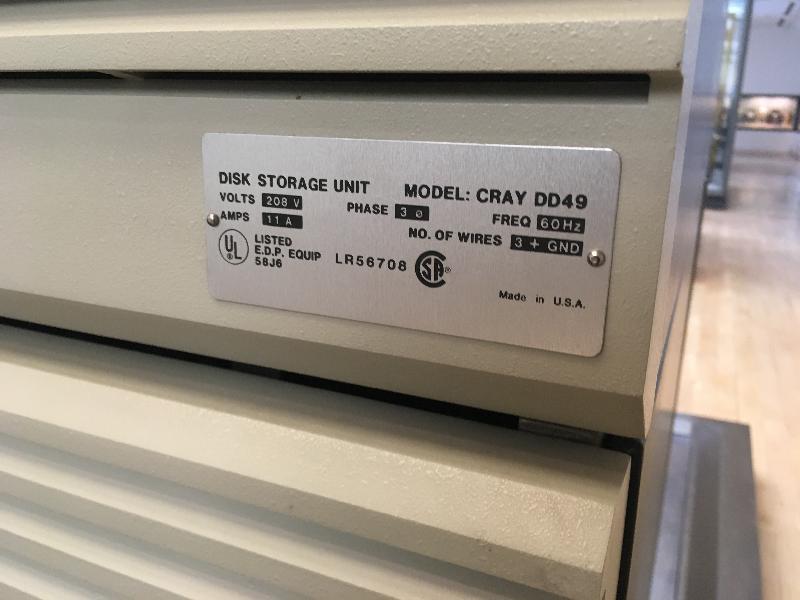 DISK STORAGE UNIT MODEL: CRAY DD49
VOLTS 208 V PHASE 3 ø FREQ 60Hz
AMPS 11 A NO. OF WIRES 3 + GND
UL LISTED
E.D.P. EQUIP
58J6
LR56708 SA®
Made in U.S.A.